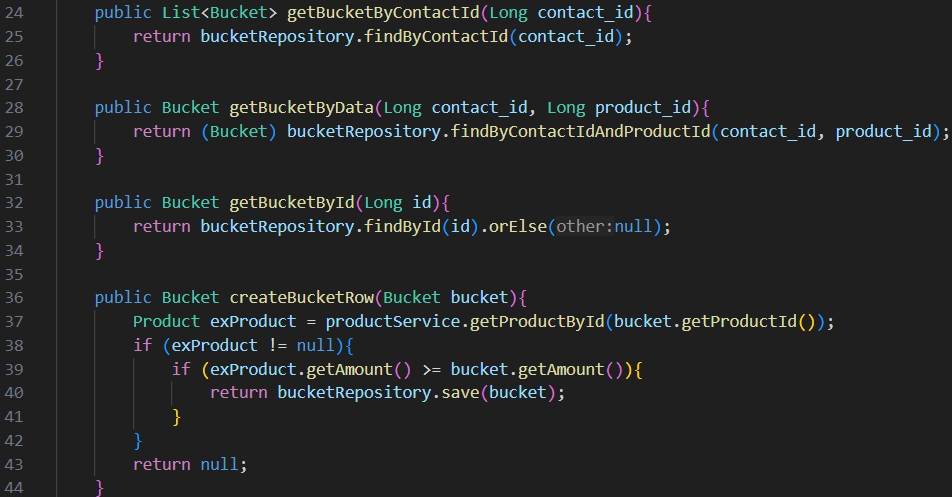 24 public List<Bucket> getBucketByContactId(Long contact_id){
25 return bucketRepository.findByContactId(contact_id);
26 }
27
28 public Bucket getBucketByData(Long contact_id, Long product_id){
29 return (Bucket) bucketRepository.findByContactIdAndProductId(contact_id, product_id);
30 }
31
32 public Bucket getBucketById(Long id){
33 return bucketRepository.findById(id).orElse(other:null);
34 }
35
36 public Bucket createBucketRow(Bucket bucket){
37 Product exProduct = productService.getProductById(bucket.getProductId());
38 if (exProduct != null){
39 if (exProduct.getAmount() >= bucket.getAmount()){
40 return bucketRepository.save(bucket);
41 }
42 }
43 return null;
44 }